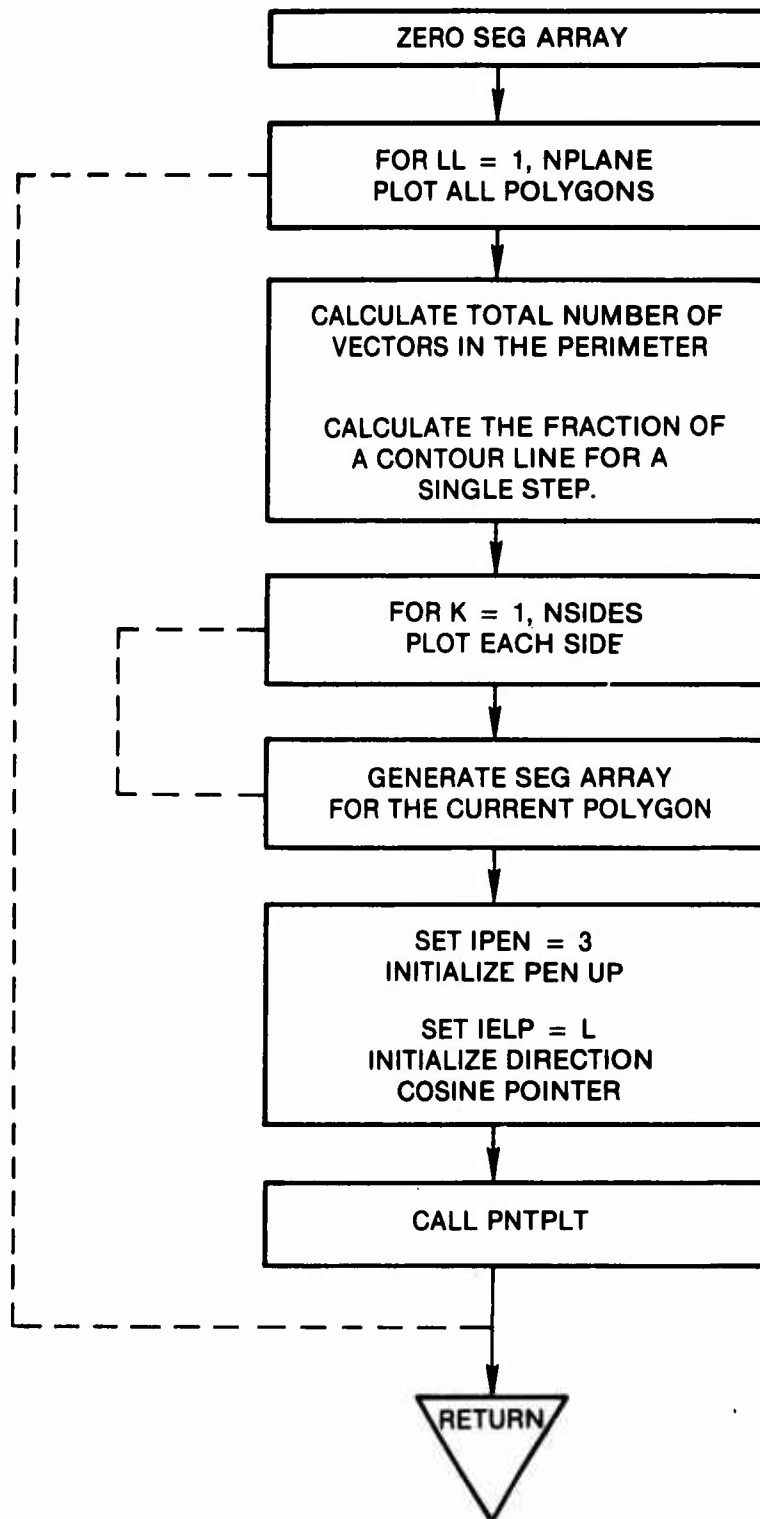 ZERO SEG ARRAY
FOR LL = 1, NPLANE
PLOT ALL POLYGONS
CALCULATE TOTAL NUMBER OF
VECTORS IN THE PERIMETER
CALCULATE THE FRACTION OF
A CONTOUR LINE FOR A
SINGLE STEP.
FOR K = 1, NSIDES
PLOT EACH SIDE
GENERATE SEG ARRAY
FOR THE CURRENT POLYGON
SET IPEN = 3
INITIALIZE PEN UP
SET IELP = L
INITIALIZE DIRECTION
COSINE POINTER
CALL PNTPLT
RETURN